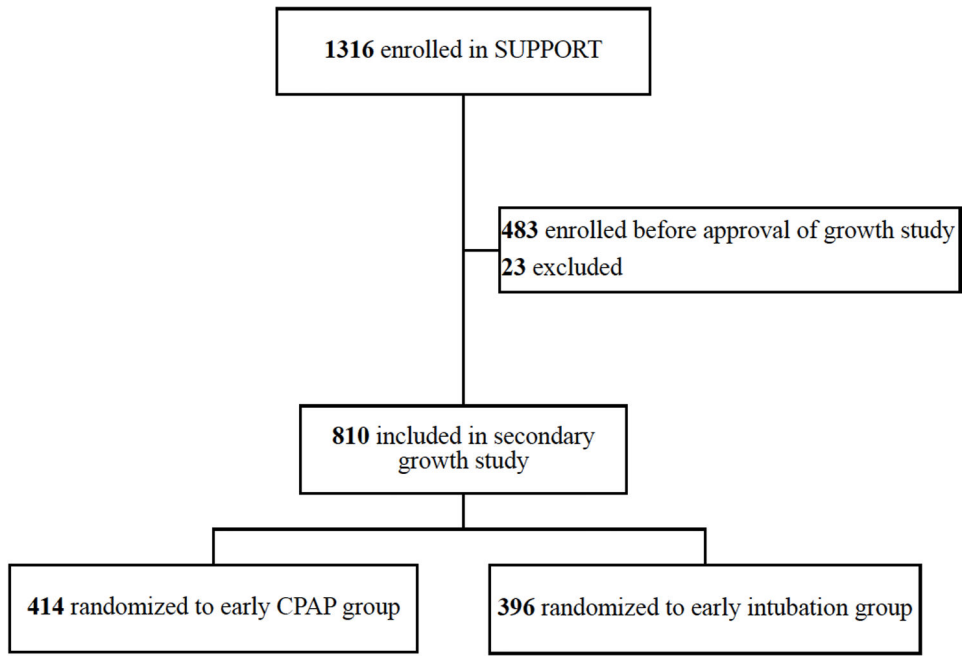 1316 enrolled in SUPPORT
483 enrolled before approval of growth study
23 excluded
810 included in secondary
growth study
414 randomized to early CPAP group
396 randomized to early intubation group